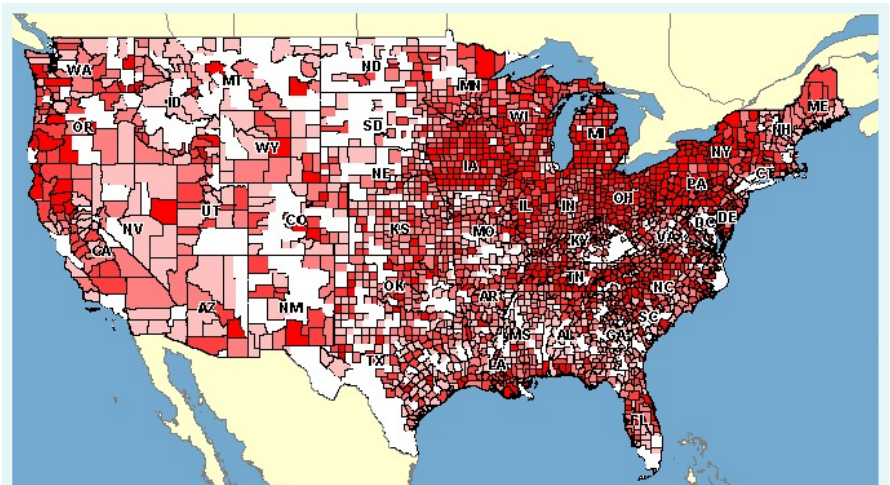 WA
MT
ND
MN
ME
ID
OR
SD
WI
MI
NH
NY
WY
CT
NE
IA
PA
IL
IN
OH
DC
DE
NV
UT
CO
KS
MO
KY
VA
CA
TN
NC
AZ
NM
OK
AR
SC
MS
AL
GA
TX
LA
FL